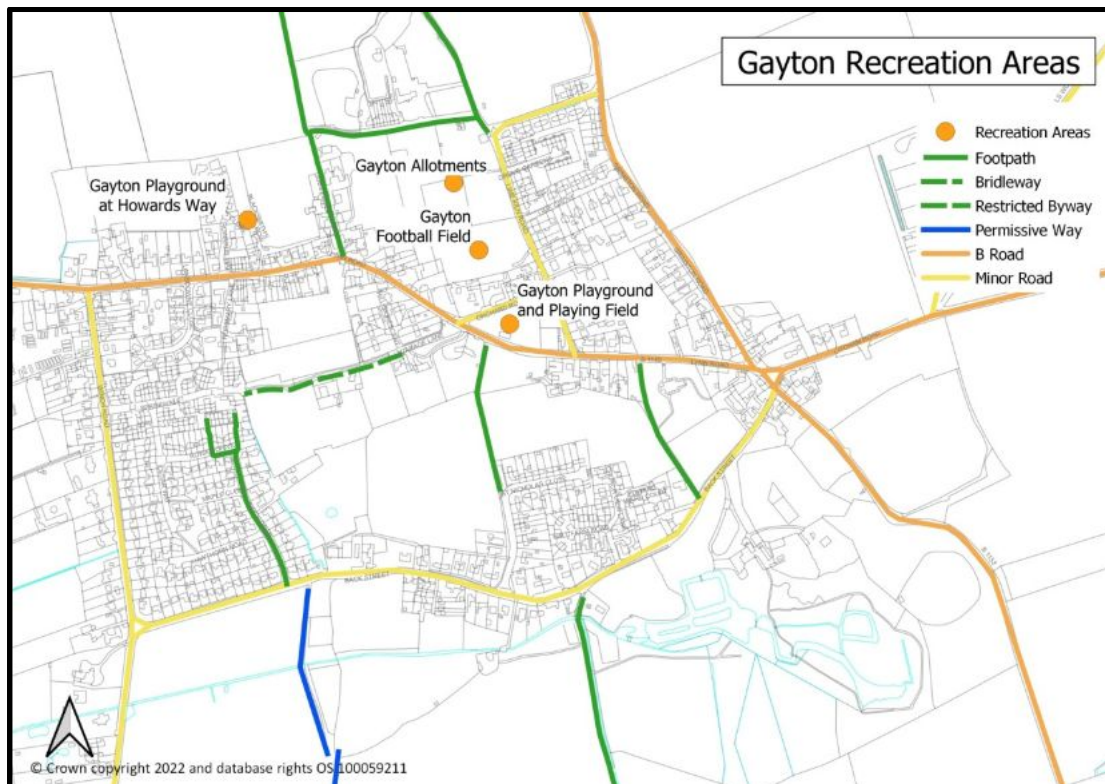 Gayton Recreation Areas
Recreation Areas
Footpath
Bridleway
Restricted Byway
Permissive Way
B Road
Minor Road
Gayton Allotments
Gayton Playground
at Howards Way
Gayton
Football Field
Gayton Playground
and Playing Field
BACK STREET
BACK STREET
© Crown copyright 2022 and database rights OS 100059211